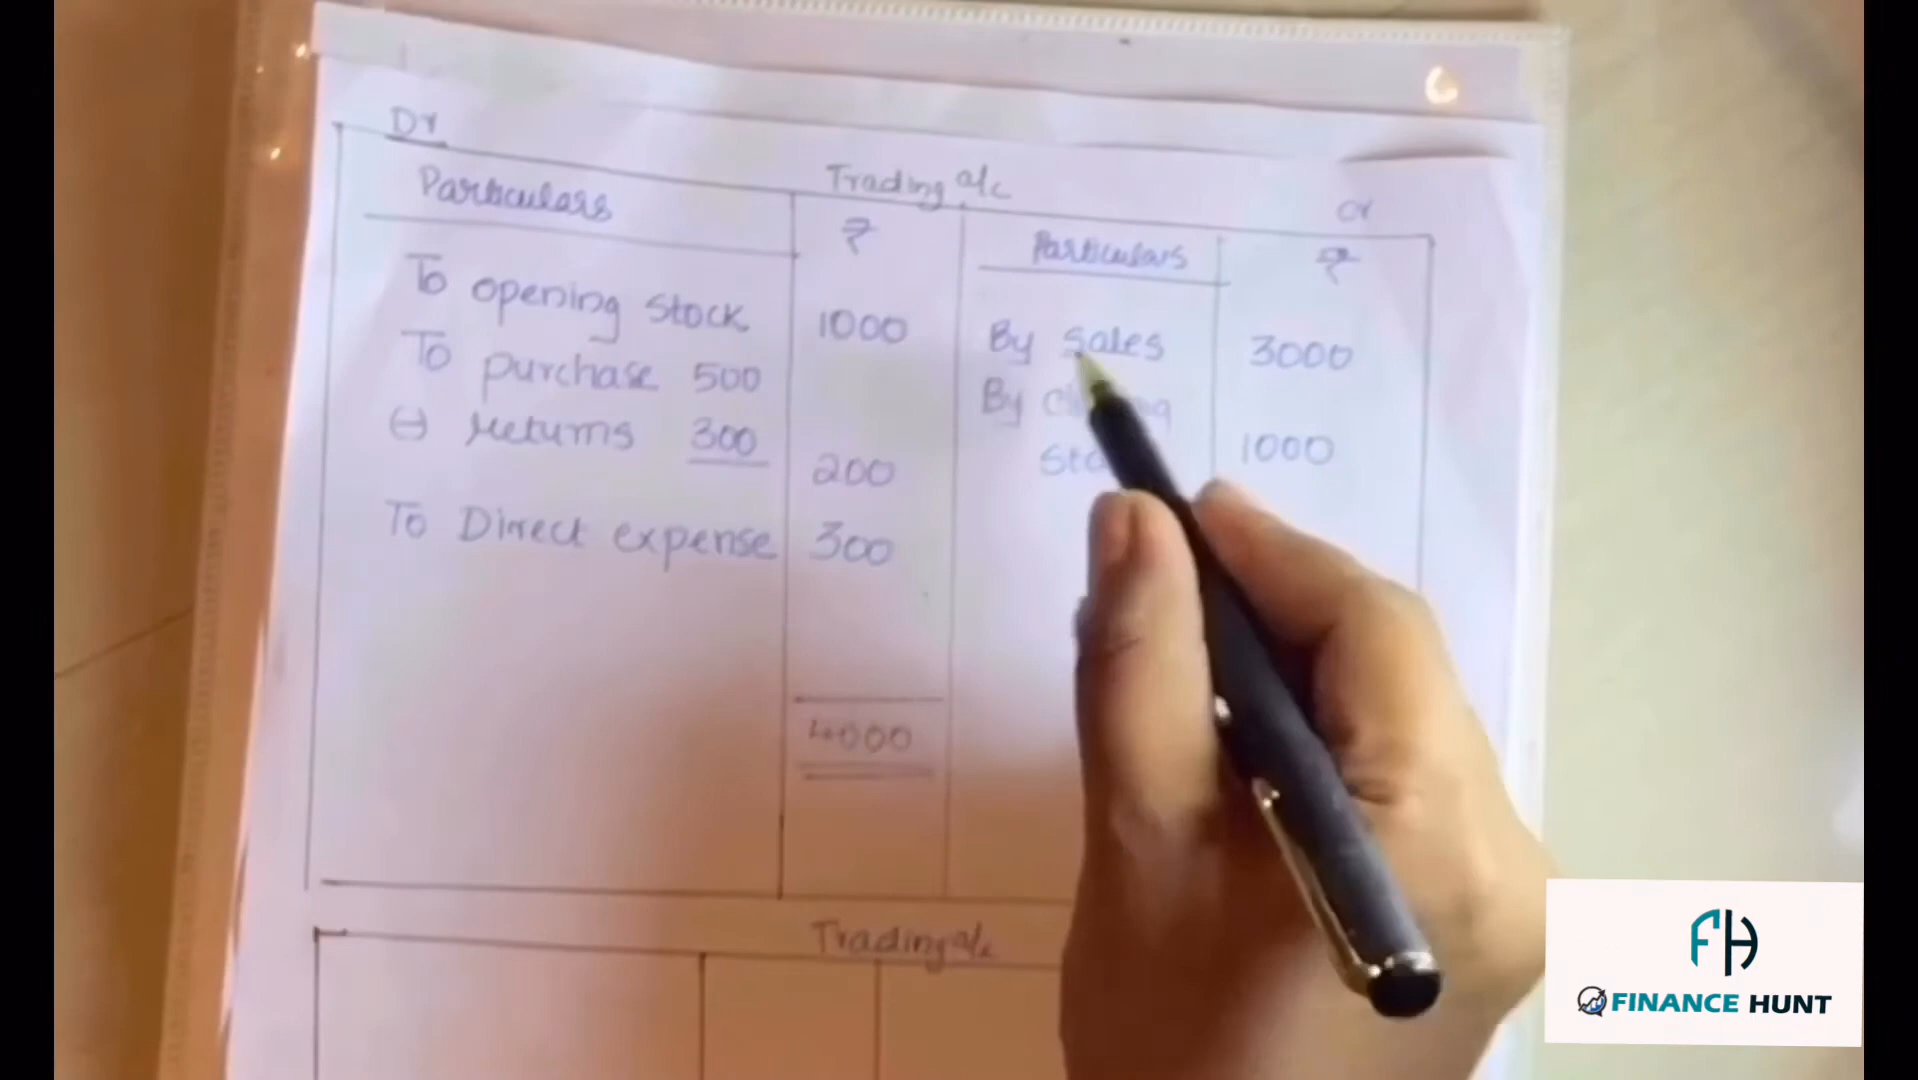 Dr
Trading a/c
Cr
Particulars ₹ Particulars ₹
To opening Stock 1000 By Sales 3000
To purchase 500 By
(-) returns 300 200 1000
To Direct expense 300
4000
Trading a/c
FH
FINANCE HUNT